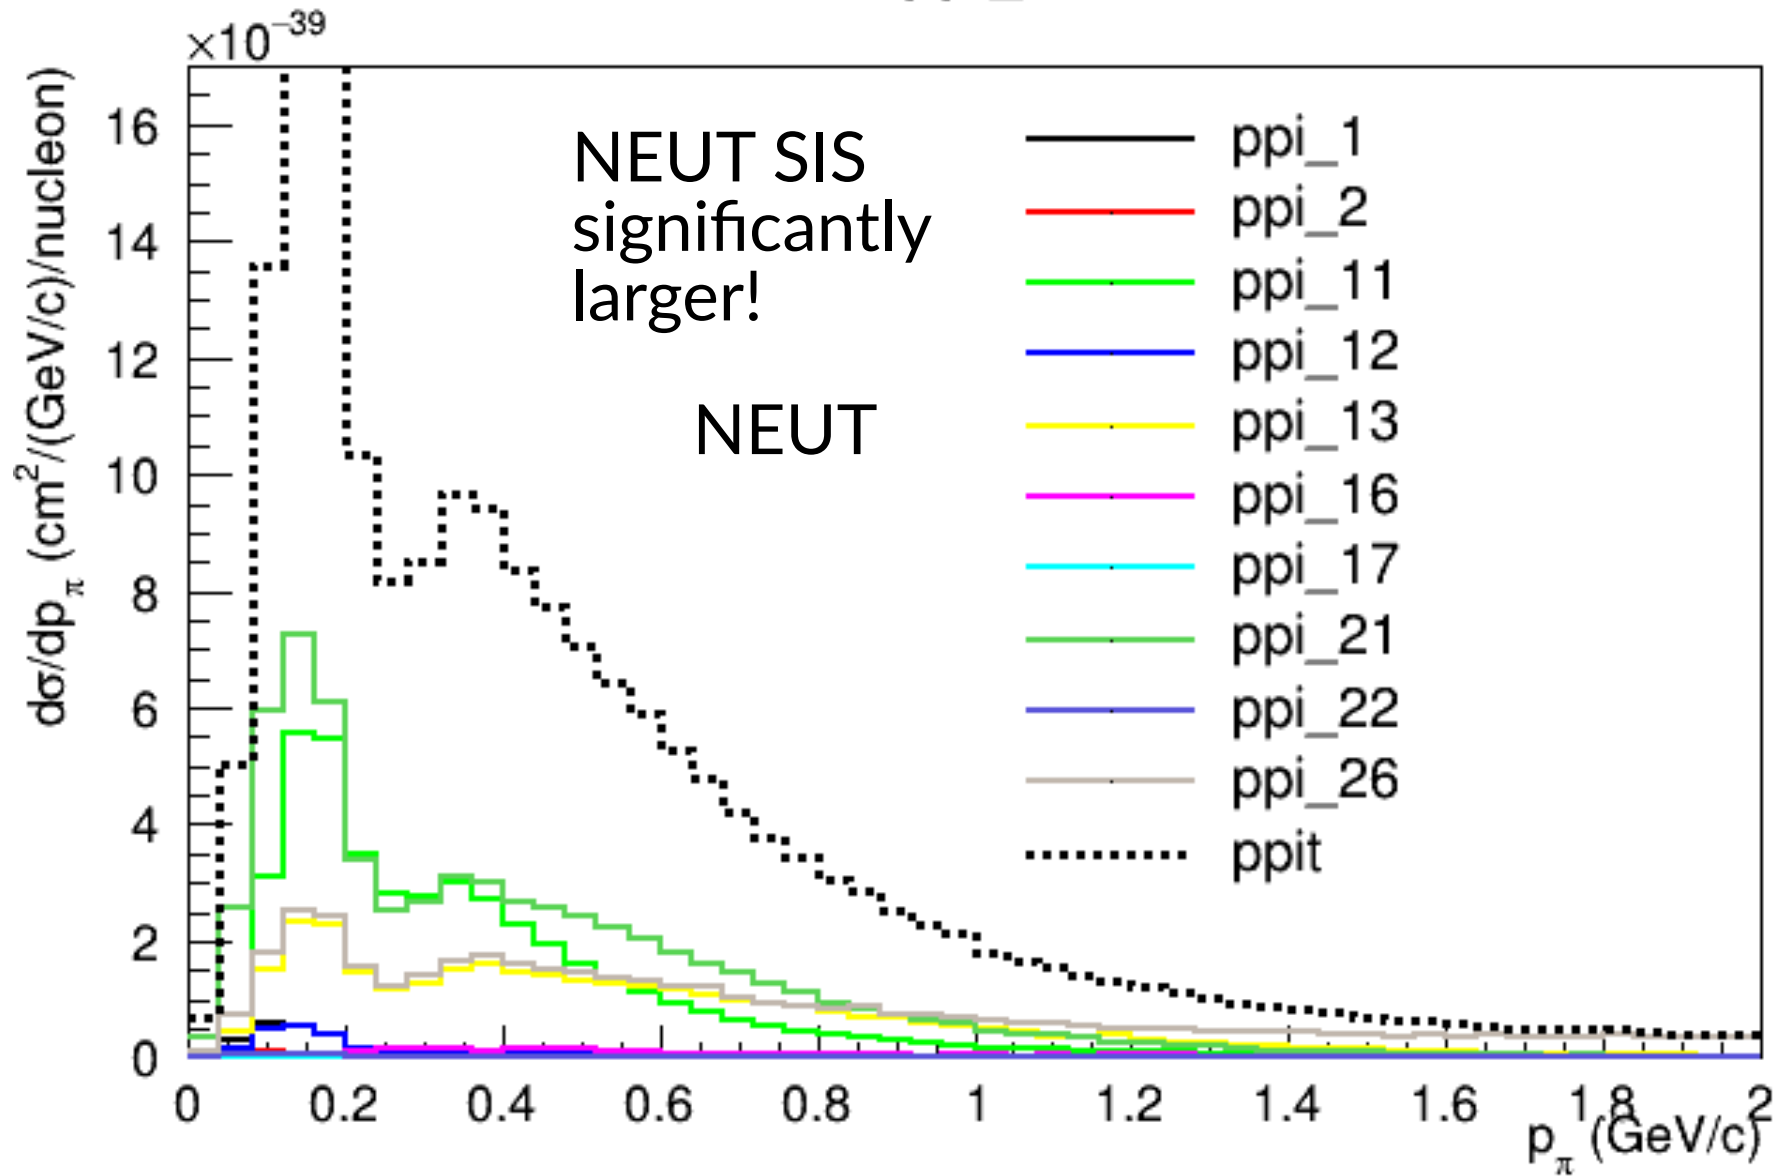 ×10⁻³⁹
dσ/dp_π (cm²/(GeV/c)/nucleon)
16
14
12
10
8
6
4
2
0
NEUT SIS
significantly
larger!
NEUT
ppi_1
ppi_2
ppi_11
ppi_12
ppi_13
ppi_16
ppi_17
ppi_21
ppi_22
ppi_26
ppit
0 0.2 0.4 0.6 0.8 1 1.2 1.4 1.6 1.8 2
p_π (GeV/c)